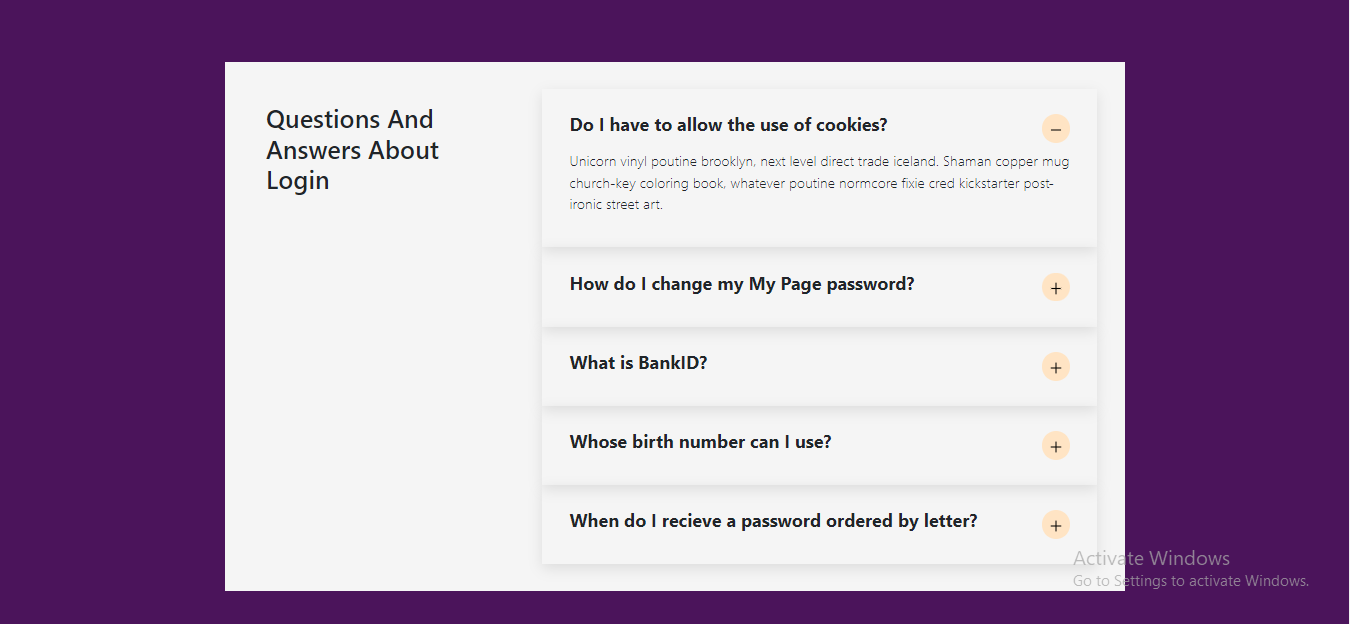 Questions And
Answers About
Login
Do I have to allow the use of cookies?
Unicorn vinyl poutine brooklyn, next level direct trade iceland. Shaman copper mug
church-key coloring book, whatever poutine normcore fixie cred kickstarter post-
ironic street art.
How do I change my My Page password?
What is BankID?
Whose birth number can I use?
When do I recieve a password ordered by letter?
Activate Windows
Go to Settings to activate Windows.